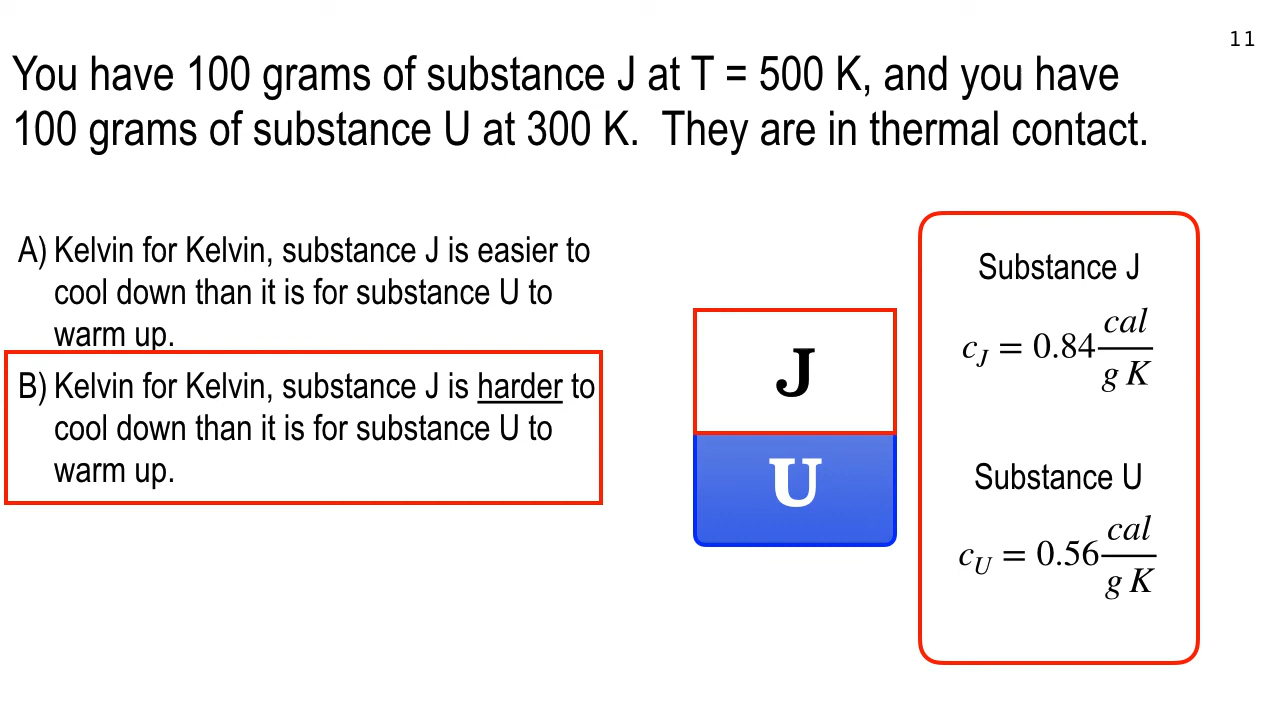 11
You have 100 grams of substance J at T = 500 K, and you have
100 grams of substance U at 300 K.  They are in thermal contact.
A) Kelvin for Kelvin, substance J is easier to
cool down than it is for substance U to
warm up.
B) Kelvin for Kelvin, substance J is harder to
cool down than it is for substance U to
warm up.
J
U
Substance J
c_J = 0.84 cal / g K
Substance U
c_U = 0.56 cal / g K